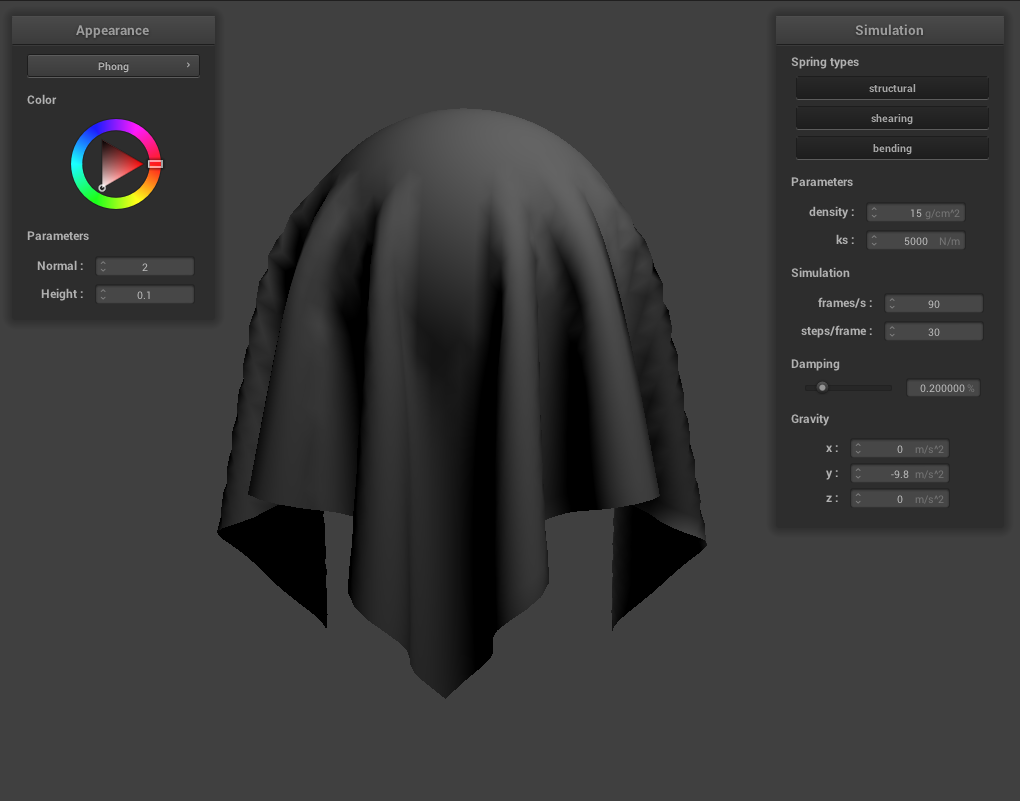 Appearance
Phong
Color
Parameters
Normal : 2
Height : 0.1
Simulation
Spring types
structural
shearing
bending
Parameters
density : 15 g/cm^2
ks : 5000 N/m
Simulation
frames/s : 90
steps/frame : 30
Damping
0.200000 %
Gravity
x : 0 m/s^2
y : -9.8 m/s^2
z : 0 m/s^2